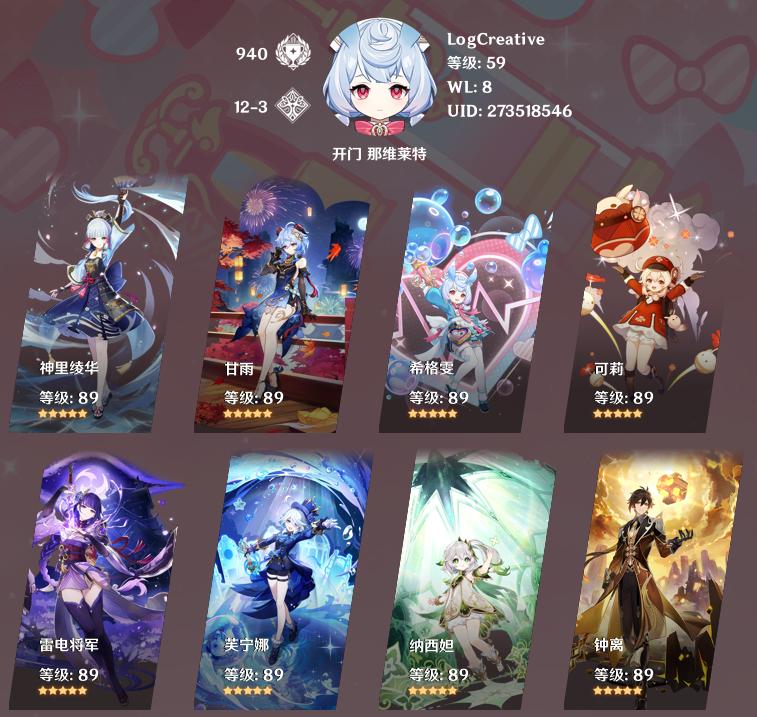 940
12-3
LogCreative
等级: 59
WL: 8
UID: 273518546
开门 那维莱特
神里绫华
等级: 89
甘雨
等级: 89
希格雯
等级: 89
可莉
等级: 89
雷电将军
等级: 89
芙宁娜
等级: 89
纳西妲
等级: 89
钟离
等级: 89